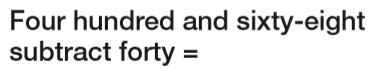 Four hundred and sixty-eight
subtract forty =